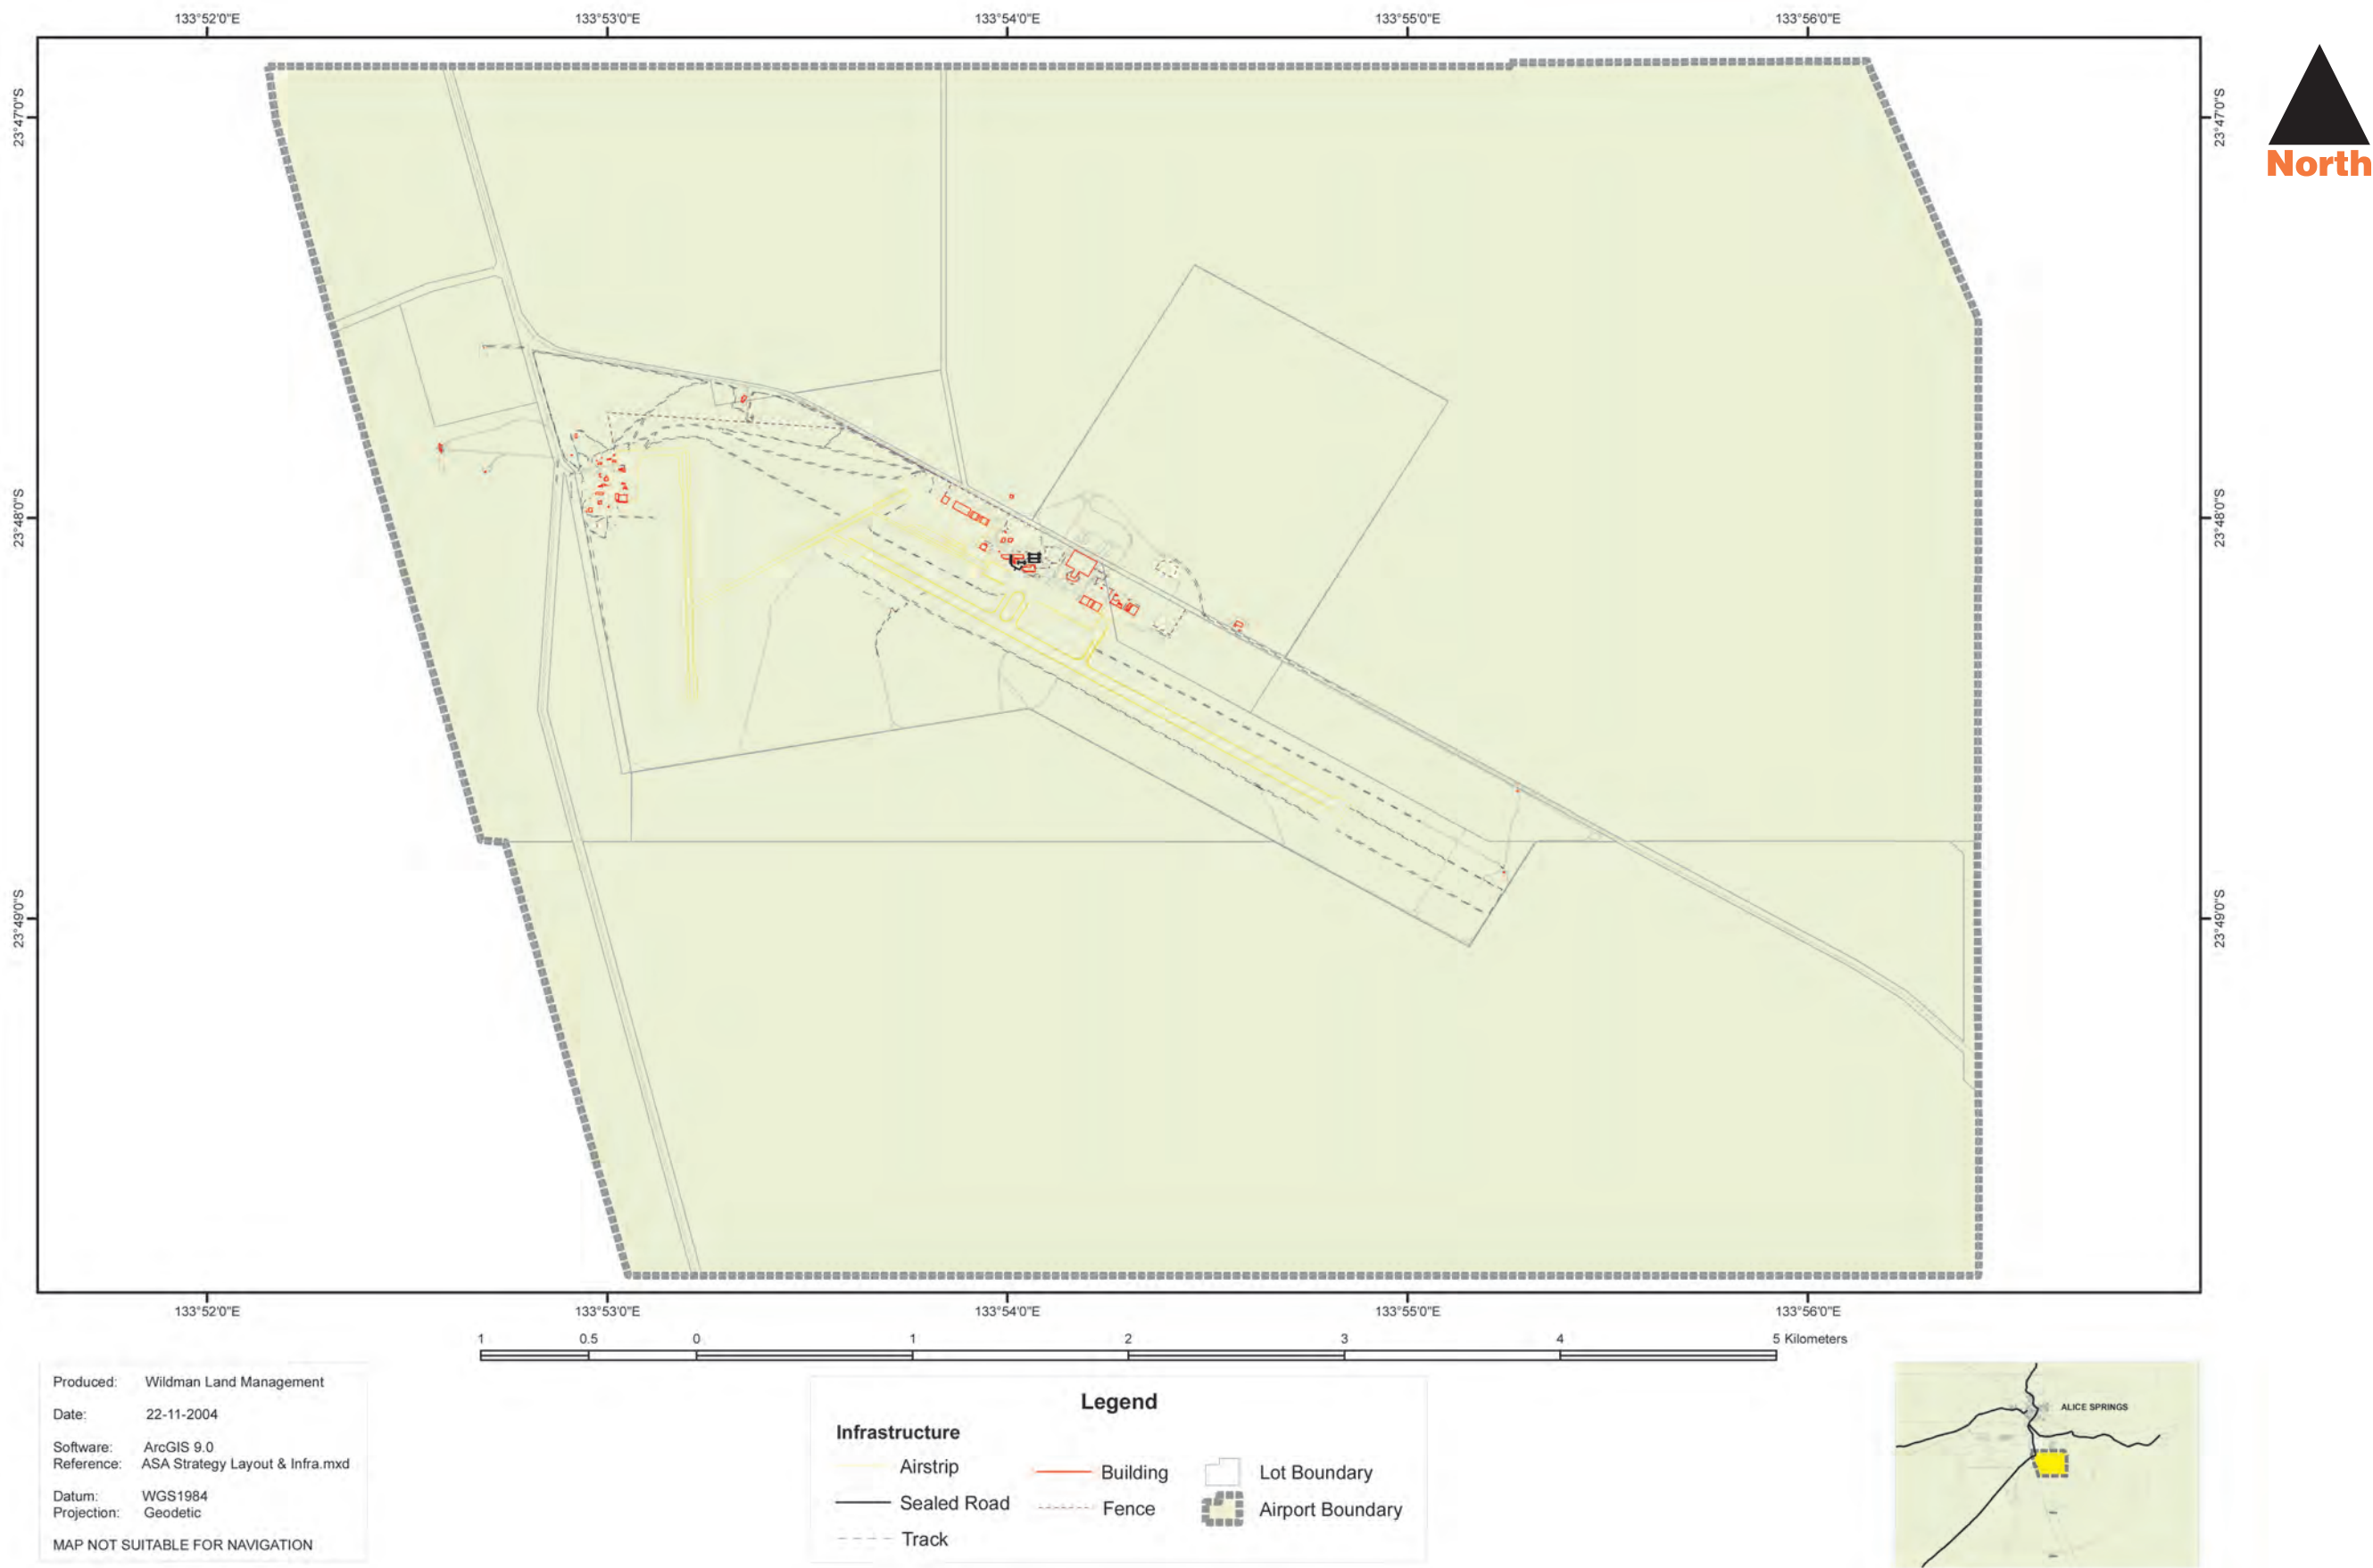 133°52'0"E 133°53'0"E 133°54'0"E 133°55'0"E 133°56'0"E
North
23°47'0"S 23°47'0"S
23°48'0"S 23°48'0"S
23°49'0"S 23°49'0"S
133°52'0"E 133°53'0"E 133°54'0"E 133°55'0"E 133°56'0"E
1 0.5 0 1 2 3 4 5 Kilometers
Produced: Wildman Land Management
Date: 22-11-2004
Software: ArcGIS 9.0
Reference: ASA Strategy Layout & Infra.mxd
Datum: WGS1984
Projection: Geodetic
MAP NOT SUITABLE FOR NAVIGATION
Legend
Infrastructure
Airstrip
Sealed Road
Track
Building
Fence
Lot Boundary
Airport Boundary
ALICE SPRINGS